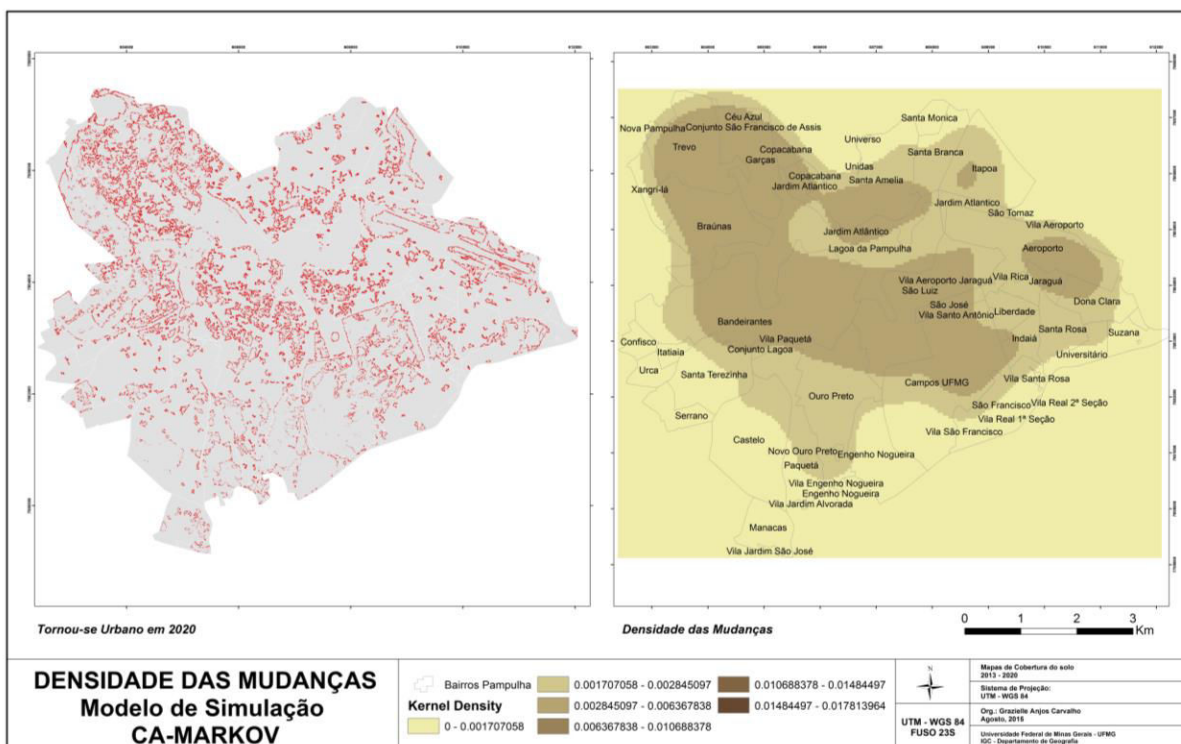 Céu Azul
Santa Monica
Nova Pampulha
Conjunto São Francisco de Assis
Universo
Trevo
Copacabana
Santa Branca
Garças
Unidas
Itapoa
Copacabana
Santa Amelia
Jardim Atlantico
Xangri-lá
Jardim Atlantico
São Tomaz
Vila Aeroporto
Braúnas
Jardim Atlântico
Lagoa da Pampulha
Aeroporto
Vila Aeroporto Jaraguá
Vila Rica
Jaraguá
São Luiz
Dona Clara
São José
Liberdade
Vila Santo Antônio
Bandeirantes
Santa Rosa
Suzana
Confisco
Vila Paquetá
Indaiá
Itatiaia
Conjunto Lagoa
Universitário
Urca
Santa Terezinha
Campos UFMG
Vila Santa Rosa
Ouro Preto
São Francisco
Vila Real 2ª Seção
Serrano
Vila Real 1ª Seção
Vila São Francisco
Castelo
Novo Ouro Preto
Engenho Nogueira
Paquetá
Vila Engenho Nogueira
Engenho Nogueira
Vila Jardim Alvorada
Manacas
Vila Jardim São José
Tornou-se Urbano em 2020
Densidade das Mudanças
0 1 2 3
Km
DENSIDADE DAS MUDANÇAS
Modelo de Simulação
CA-MARKOV
Bairros Pampulha
Kernel Density
0 - 0.001707058
0.001707058 - 0.002845097
0.002845097 - 0.006367838
0.006367838 - 0.010688378
0.010688378 - 0.01484497
0.01484497 - 0.017813964
N
UTM - WGS 84
FUSO 23S
Mapas de Cobertura do solo
2013 - 2020
Sistema de Projeção:
UTM - WGS 84
Org.: Grazielle Anjos Carvalho
Universidade Federal de Minas Gerais - UFMG
IGC - Departamento de Geografia